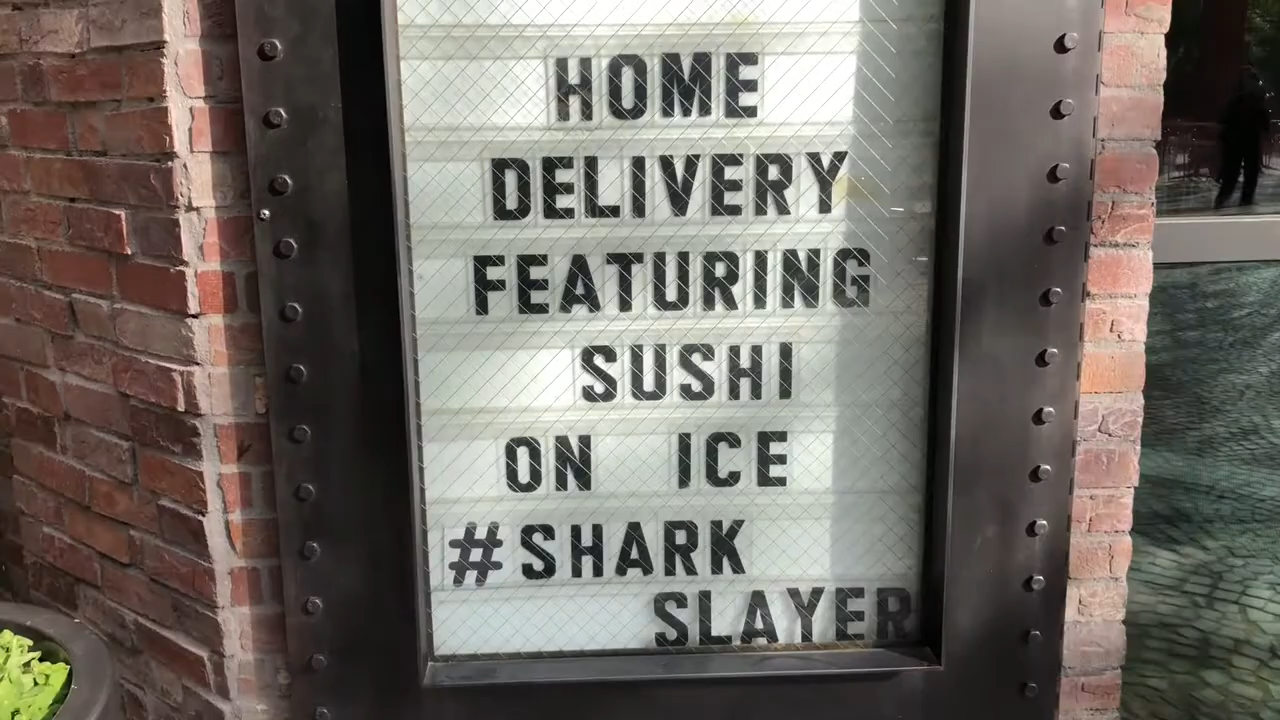 HOME
DELIVERY
FEATURING
SUSHI
ON ICE
#SHARK
SLAYER